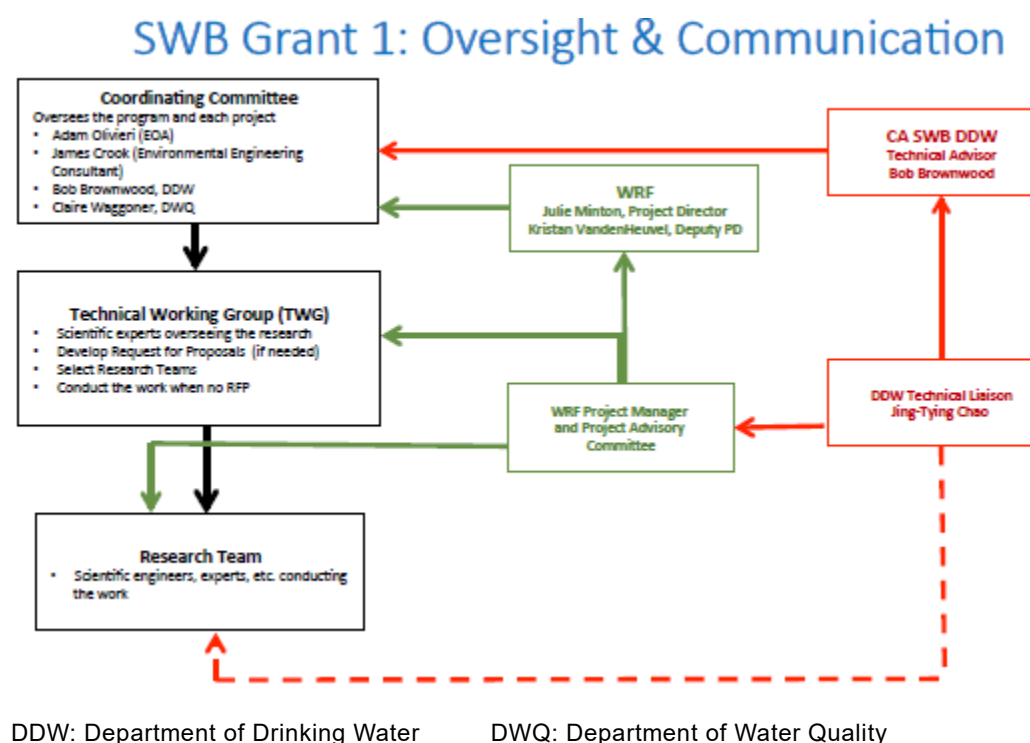 SWB Grant 1: Oversight & Communication
Coordinating Committee
Oversees the program and each project
• Adam Olivieri (EOA)
• James Crook (Environmental Engineering
Consultant)
• Bob Brownwood, DDW
• Claire Waggoner, DWQ
CA SWB DDW
Technical Advisor
Bob Brownwood
WRF
Julie Minton, Project Director
Kristan VandenHeuvel, Deputy PD
Technical Working Group (TWG)
• Scientific experts overseeing the research
• Develop Request for Proposals (if needed)
• Select Research Teams
• Conduct the work when no RFP
WRF Project Manager
and Project Advisory
Committee
DDW Technical Liaison
Jing-Tying Chao
Research Team
• Scientific engineers, experts, etc. conducting
the work
DDW: Department of Drinking Water
DWQ: Department of Water Quality